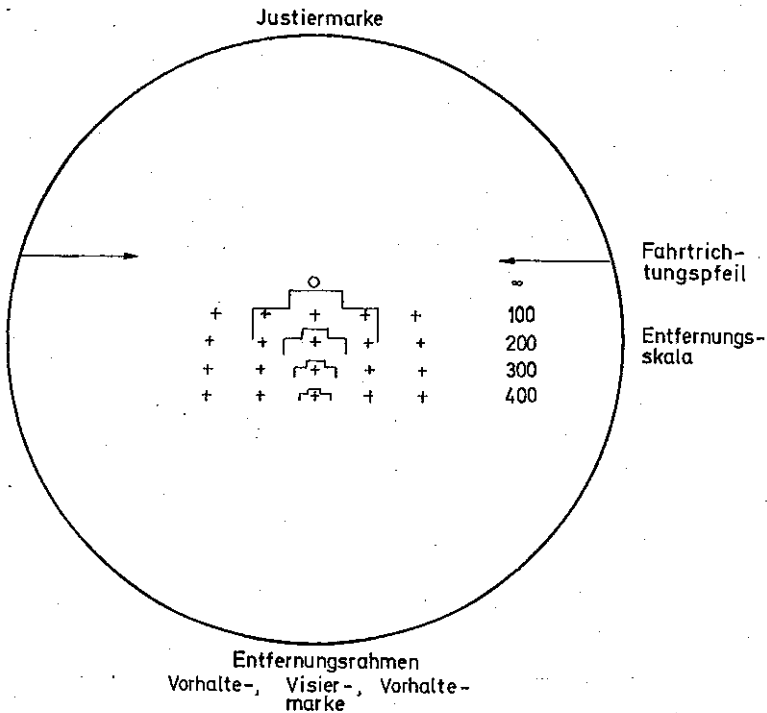 Justiermarke
Fahrtrich-
tungspfeil
∞
100
200
300
400
Entfernungs-
skala
Entfernungsrahmen
Vorhalte-, Visier-, Vorhalte-
marke